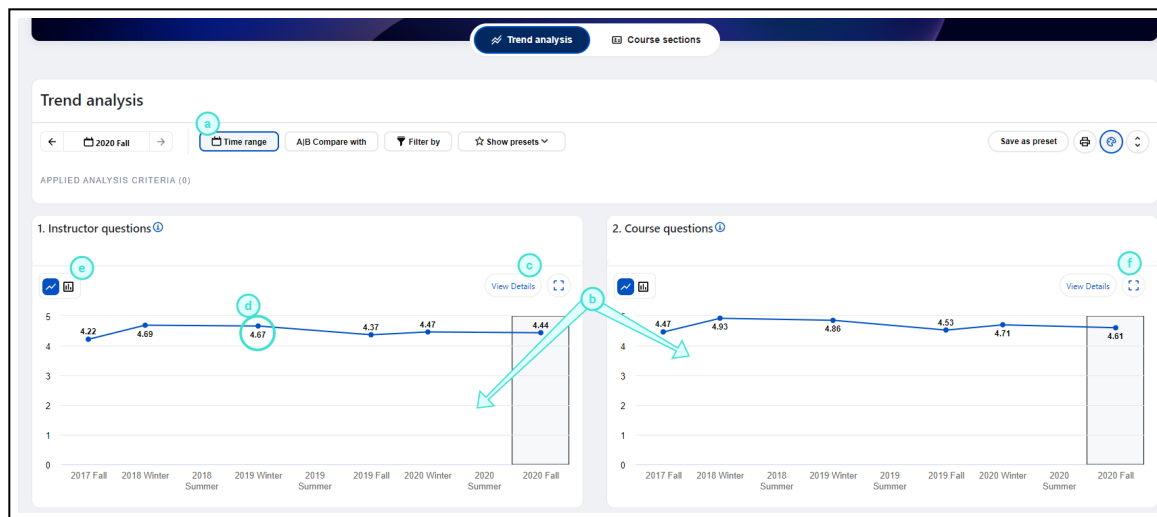 Trend analysis
Course sections
Trend analysis
a
2020 Fall
Time range
A|B Compare with
Filter by
Show presets
Save as preset
APPLIED ANALYSIS CRITERIA (0)
1. Instructor questions
2. Course questions
e
c
f
View Details
View Details
d
b
5
4
3
2
1
0
4.22
4.69
4.67
4.37
4.47
4.44
2017 Fall
2018 Winter
2018 Summer
2019 Winter
2019 Summer
2019 Fall
2020 Winter
2020 Summer
2020 Fall
4
3
2
1
0
4.47
4.93
4.86
4.53
4.71
4.61
2017 Fall
2018 Winter
2018 Summer
2019 Winter
2019 Summer
2019 Fall
2020 Winter
2020 Summer
2020 Fall